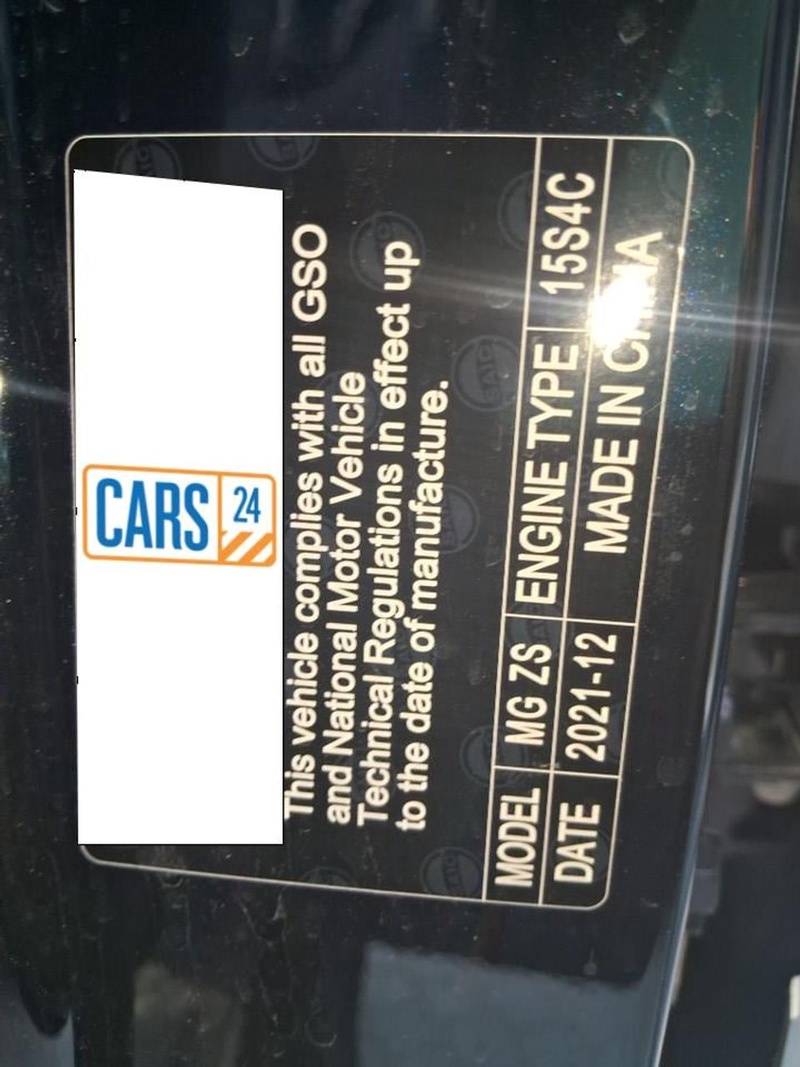 CARS 24
This vehicle complies with all GSO
and National Motor Vehicle
Technical Regulations in effect up
to the date of manufacture.
MODEL MG ZS ENGINE TYPE 15S4C
DATE 2021-12 MADE IN CHINA